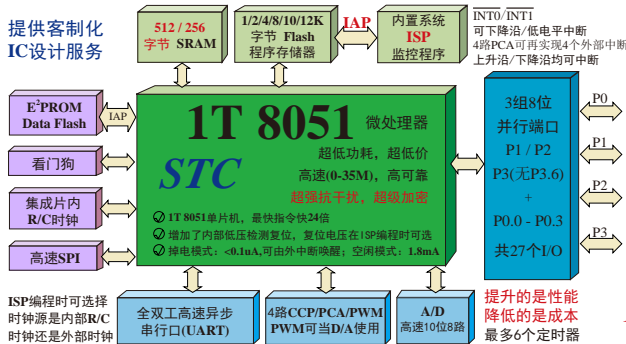 提供客制化
IC设计服务
512 / 256
字节 SRAM
1/2/4/8/10/12K
字节 Flash
程序存储器
IAP
内置系统
ISP
监控程序
INT0/INT1
可下降沿/低电平中断
4路PCA可再实现4个外部中断
上升沿/下降沿均可中断
E²PROM
Data Flash
IAP
看门狗
集成片内
R/C时钟
高速SPI
1T 8051 微处理器
STC
超低功耗，超低价
高速(0-35M)，高可靠
超强抗干扰，超级加密
1T 8051单片机，最快指令快24倍
增加了内部低压检测复位，复位电压在ISP编程时可选
掉电模式：<0.1uA,可由外中断唤醒；空闲模式：1.8mA
3组8位
并行端口
P1 / P2
P3(无P3.6)
+
P0.0 - P0.3
共27个I/O
P0
P1
P2
P3
ISP编程时可选择
时钟源是内部R/C
时钟还是外部时钟
全双工高速异步
串行口(UART)
4路CCP/PCA/PWM
PWM可当D/A使用
A/D
高速10位8路
提升的是性能
降低的是成本
最多6个定时器